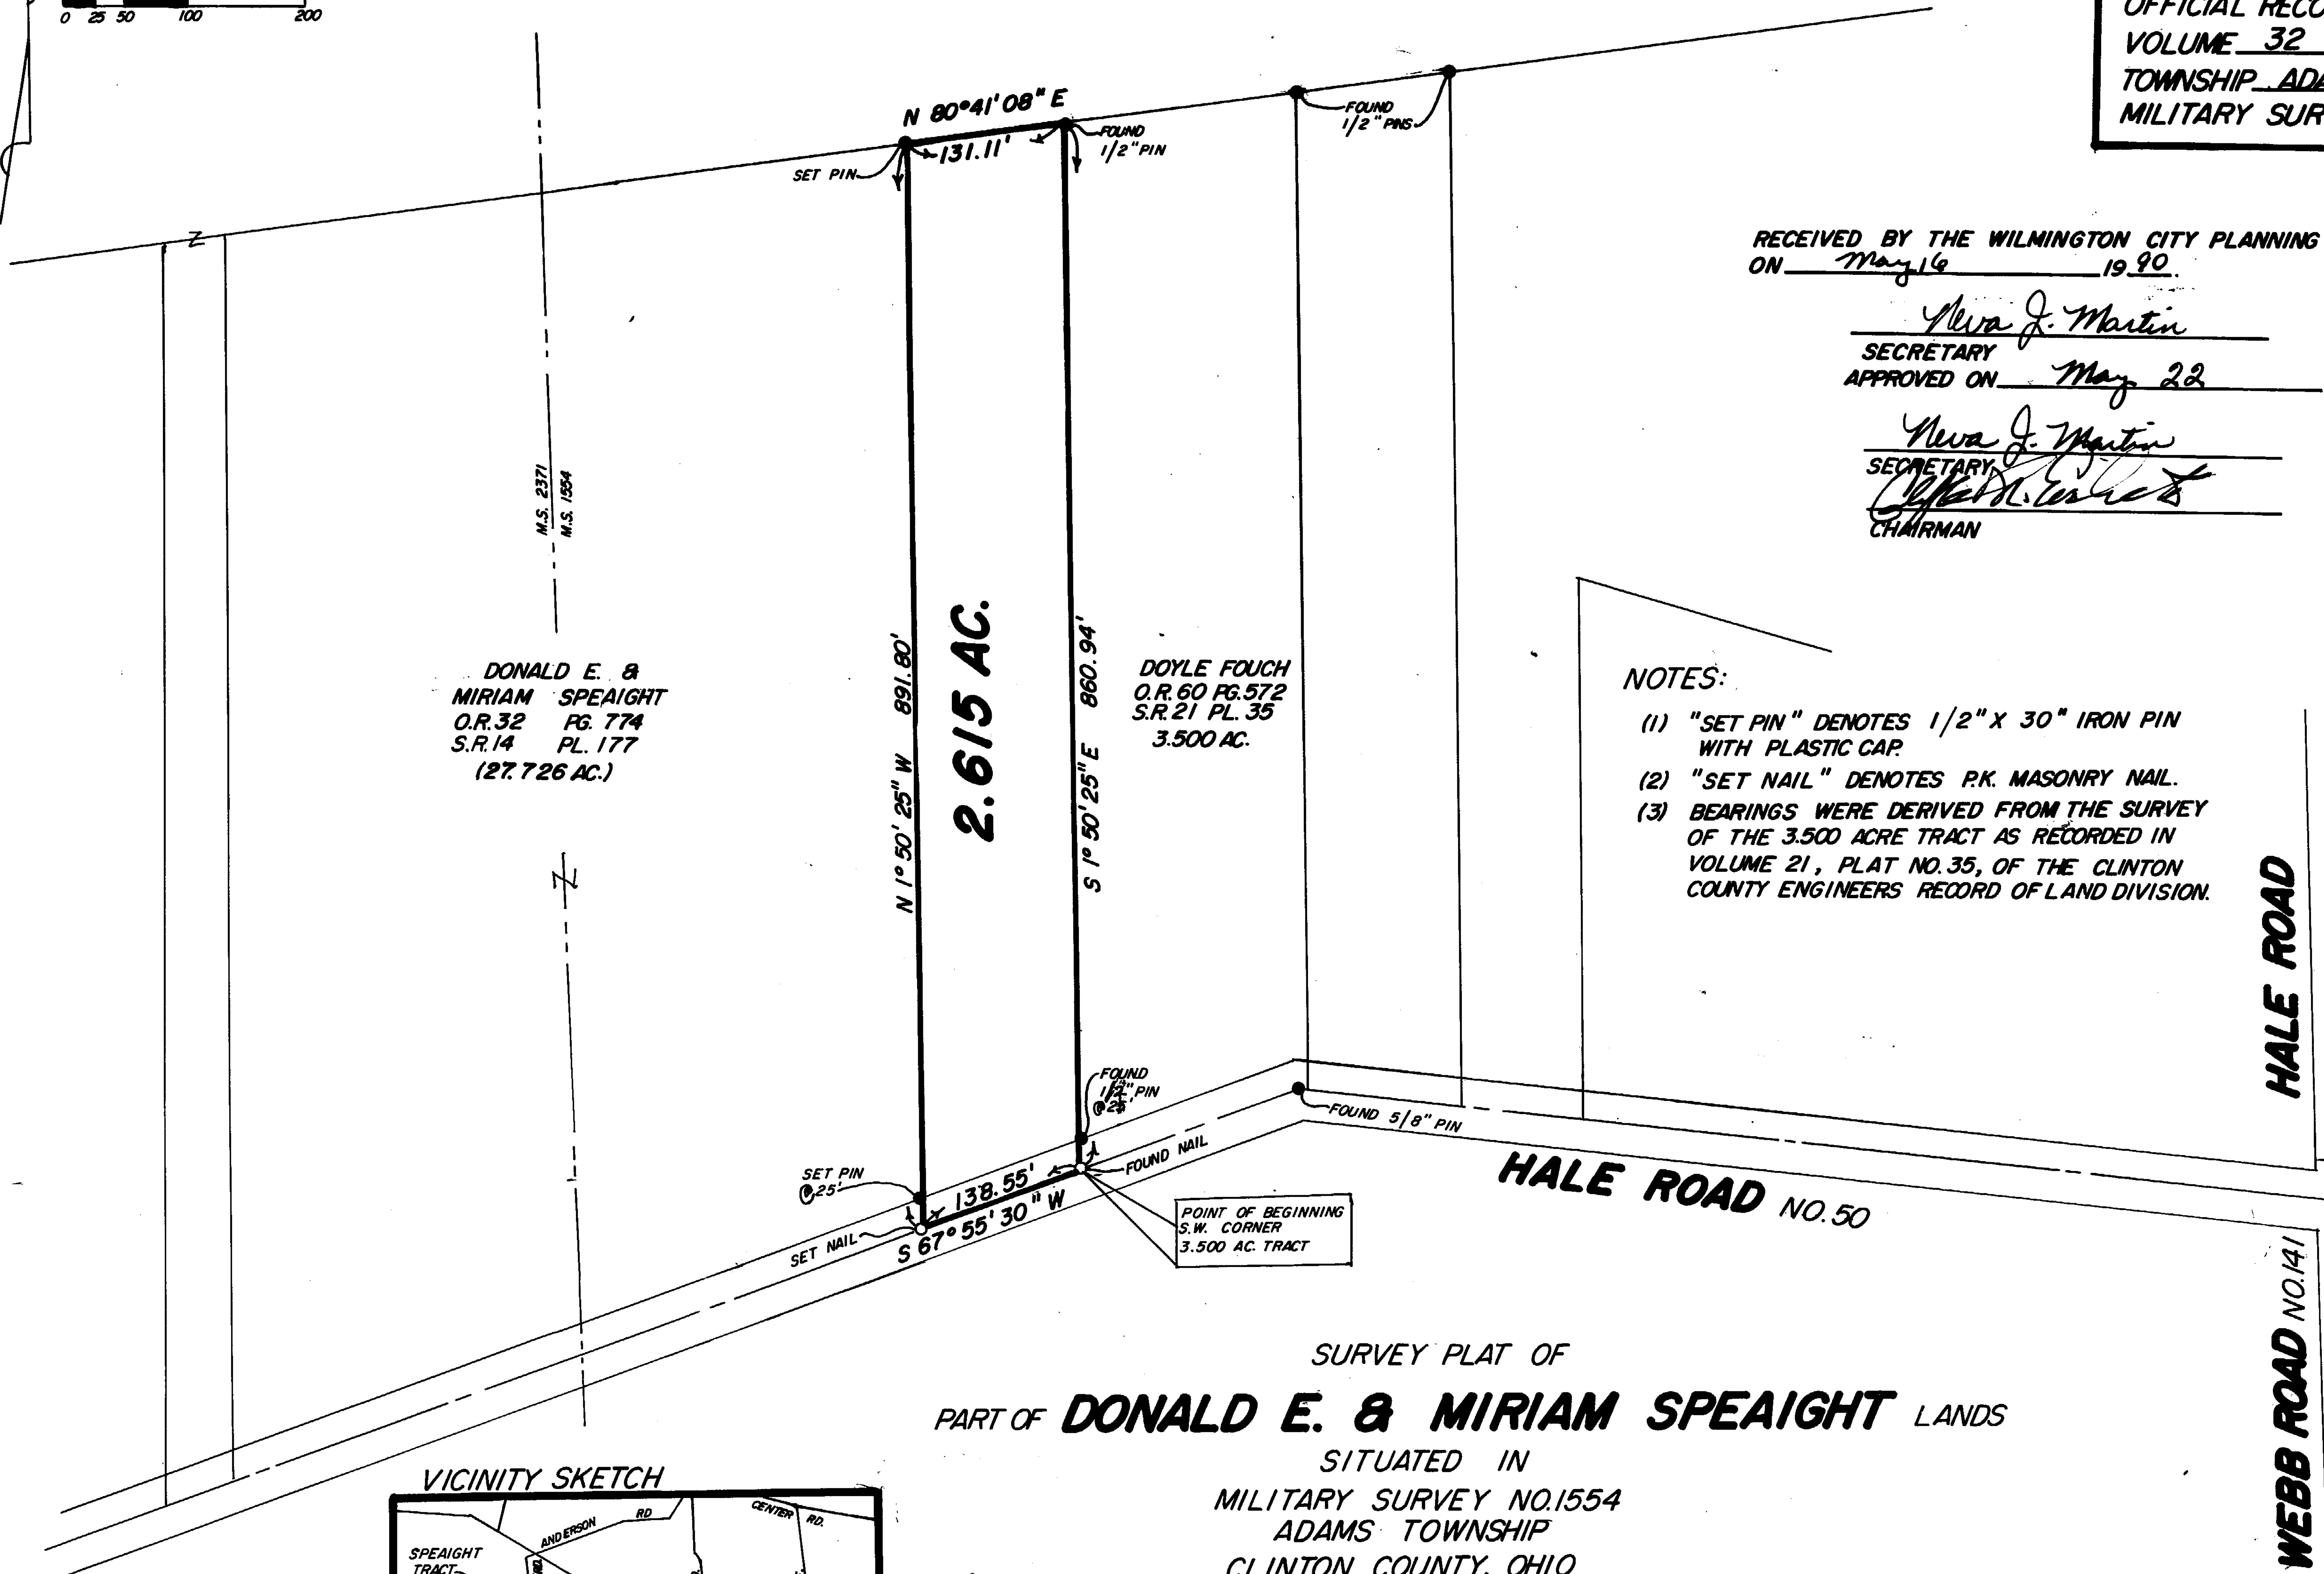 0 25 50 100 200
OFFICIAL RECO
VOLUME 32
TOWNSHIP ADA
MILITARY SUR
N 80°41'08" E
131.11'
SET PIN
FOUND
1/2" PIN
FOUND
1/2" PINS
RECEIVED BY THE WILMINGTON CITY PLANNING
ON May 16 1990.
Neva J. Martin
SECRETARY
APPROVED ON May 22
Neva J. Martin
SECRETARY
CHAIRMAN
M.S. 2371
M.S. 1554
DONALD E. &
MIRIAM SPEAIGHT
O.R. 32 PG. 774
S.R. 14 PL. 177
(27.726 AC.)
N 1° 50' 25" W 891.80'
2.615 AC.
S 1° 50' 25" E 860.94'
DOYLE FOUCH
O.R. 60 PG. 572
S.R. 21 PL. 35
3.500 AC.
NOTES:
(1) "SET PIN" DENOTES 1/2" X 30" IRON PIN
WITH PLASTIC CAP.
(2) "SET NAIL" DENOTES P.K. MASONRY NAIL.
(3) BEARINGS WERE DERIVED FROM THE SURVEY
OF THE 3.500 ACRE TRACT AS RECORDED IN
VOLUME 21, PLAT NO. 35, OF THE CLINTON
COUNTY ENGINEERS RECORD OF LAND DIVISION.
HALE ROAD
FOUND
1/2" PIN
@ 25'
FOUND 5/8" PIN
FOUND NAIL
SET PIN
@ 25'
138.55'
S 67° 55' 30" W
SET NAIL
POINT OF BEGINNING
S.W. CORNER
3.500 AC. TRACT
HALE ROAD NO. 50
WEBB ROAD NO. 141
SURVEY PLAT OF
PART OF DONALD E. & MIRIAM SPEAIGHT LANDS
SITUATED IN
MILITARY SURVEY NO. 1554
ADAMS TOWNSHIP
CLINTON COUNTY, OHIO
VICINITY SKETCH
ANDERSON RD
CENTER RD.
SPEAIGHT
TRACT